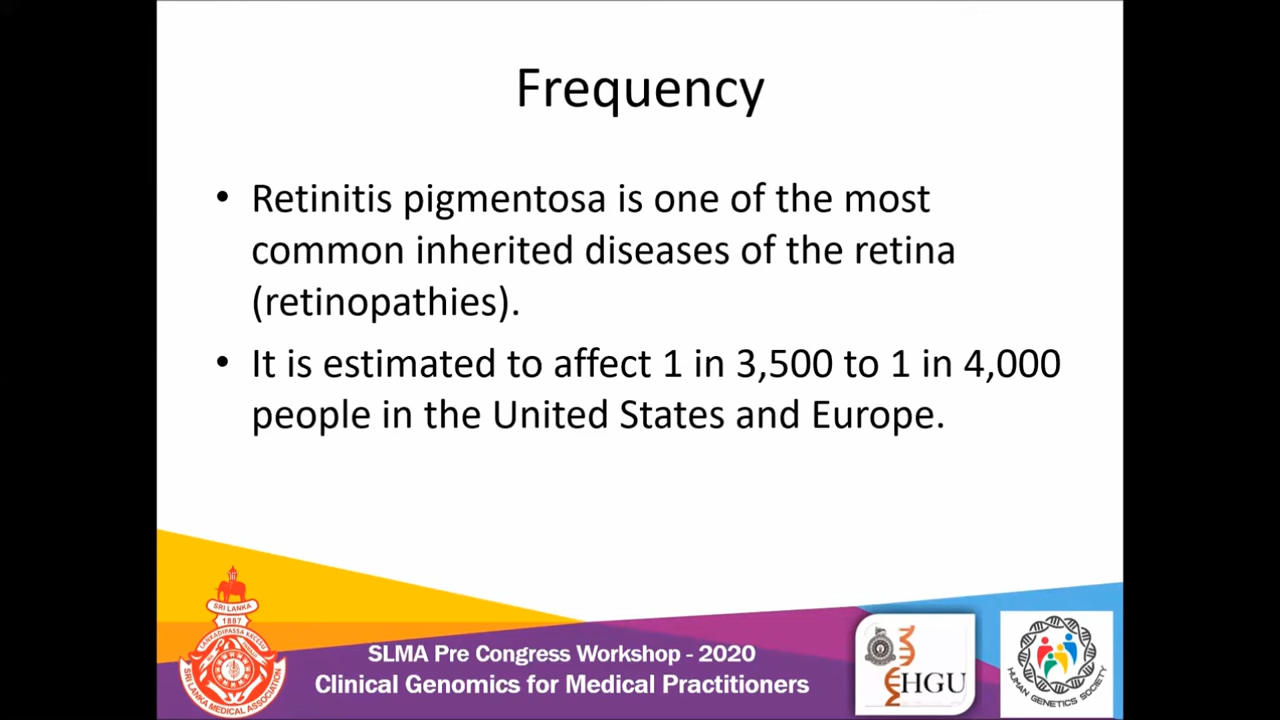 Frequency
• Retinitis pigmentosa is one of the most
common inherited diseases of the retina
(retinopathies).
• It is estimated to affect 1 in 3,500 to 1 in 4,000
people in the United States and Europe.
SRI LANKA
1887
SRI LANKA MEDICAL ASSOCIATION
SLMA Pre Congress Workshop - 2020
Clinical Genomics for Medical Practitioners
HGU
HUMAN GENETICS SOCIETY